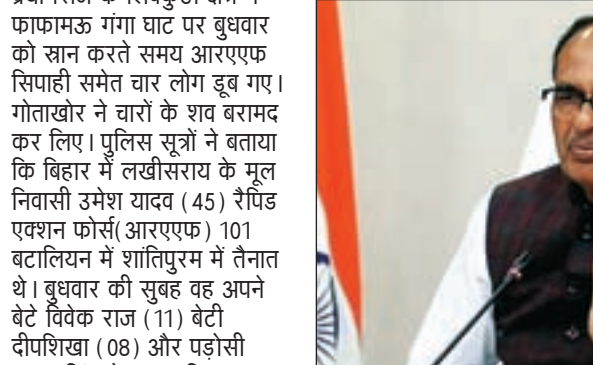 फाफामऊ गंगा घाट पर बुधवार
को स्नान करते समय आरएएफ
सिपाही समेत चार लोग डूब गए।
गोताखोर ने चारों के शव बरामद
कर लिए। पुलिस सूत्रों ने बताया
कि बिहार में लखीसराय के मूल
निवासी उमेश यादव (45) रैपिड
एक्शन फोर्स(आरएएफ) 101
बटालियन में शांतिपुरम में तैनात
थे। बुधवार की सुबह वह अपने
बेटे विवेक राज (11) बेटी
दीपशिखा (08) और पड़ोसी